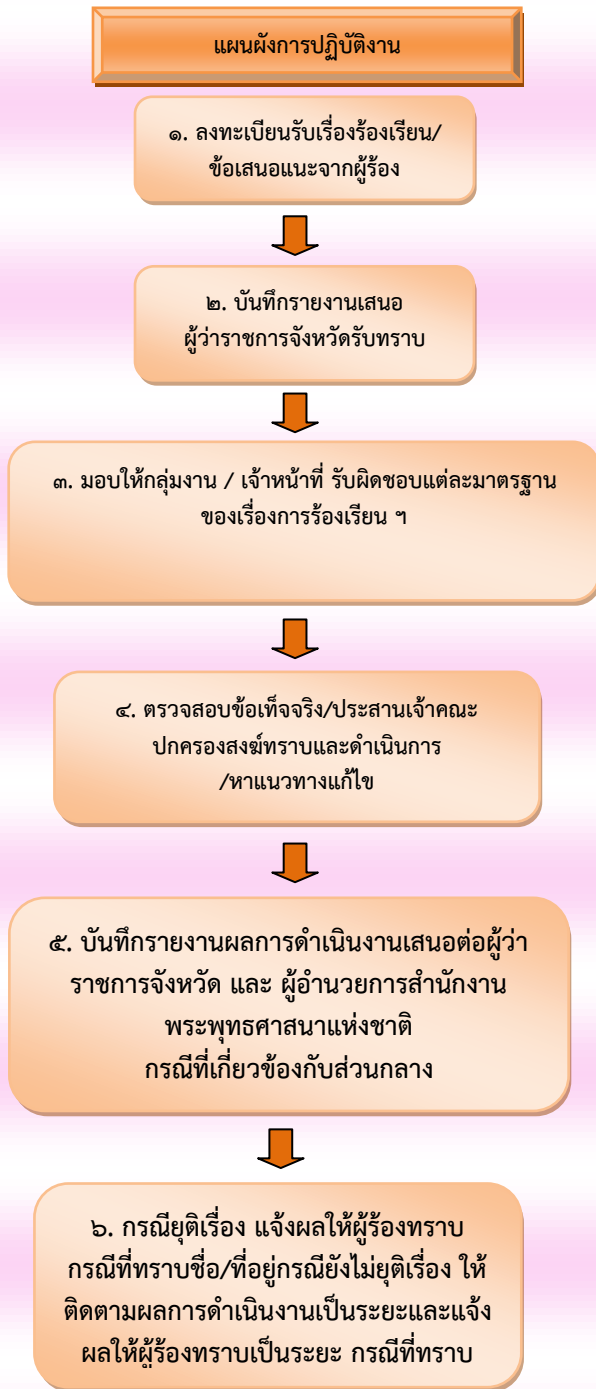 แผนผังการปฏิบัติงาน
๑. ลงทะเบียนรับเรื่องร้องเรียน/
ข้อเสนอแนะจากผู้ร้อง
๒. บันทึกรายงานเสนอ
ผู้ว่าราชการจังหวัดรับทราบ
๓. มอบให้กลุ่มงาน / เจ้าหน้าที่ รับผิดชอบแต่ละมาตรฐาน
ของเรื่องการร้องเรียน ฯ
๔. ตรวจสอบข้อเท็จจริง/ประสานเจ้าคณะ
ปกครองสงฆ์ทราบและดำเนินการ
/หาแนวทางแก้ไข
๕. บันทึกรายงานผลการดำเนินงานเสนอต่อผู้ว่า
ราชการจังหวัด และ ผู้อำนวยการสำนักงาน
พระพุทธศาสนาแห่งชาติ
กรณีที่เกี่ยวข้องกับส่วนกลาง
๖. กรณียุติเรื่อง แจ้งผลให้ผู้ร้องทราบ
กรณีที่ทราบชื่อ/ที่อยู่กรณียังไม่ยุติเรื่อง ให้
ติดตามผลการดำเนินงานเป็นระยะและแจ้ง
ผลให้ผู้ร้องทราบเป็นระยะ กรณีที่ทราบ